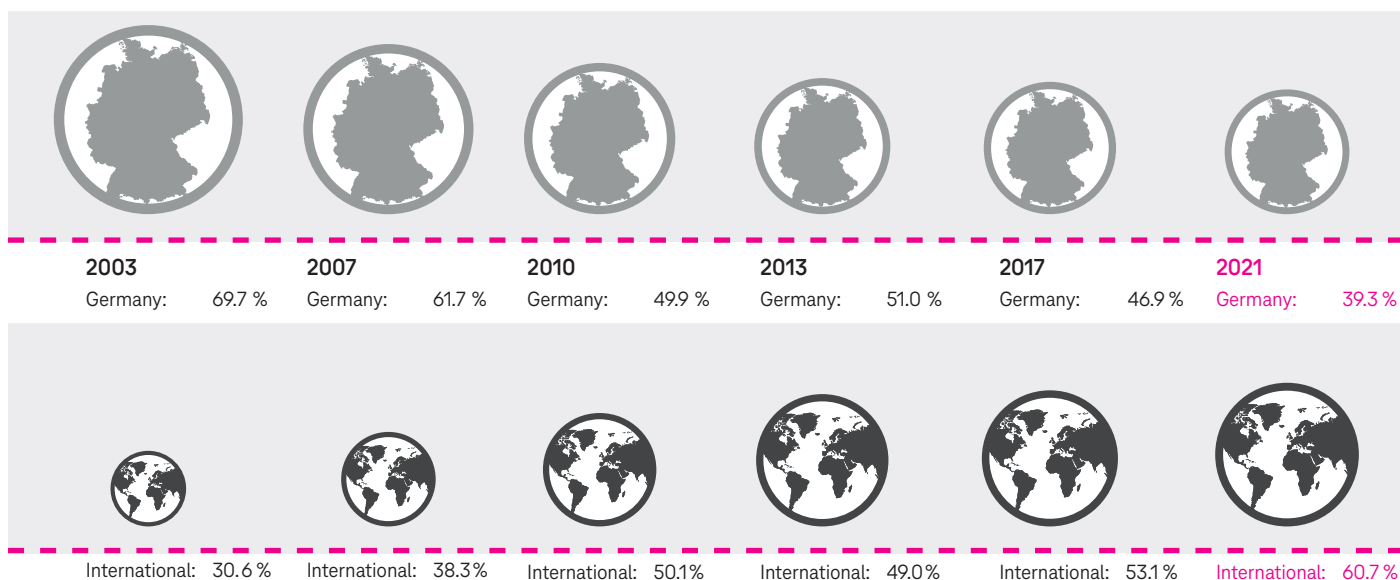 2003 2007 2010 2013 2017 2021
Germany: 69.7 % Germany: 61.7 % Germany: 49.9 % Germany: 51.0 % Germany: 46.9 % Germany: 39.3 %
International: 30.6 % International: 38.3 % International: 50.1 % International: 49.0 % International: 53.1 % International: 60.7 %